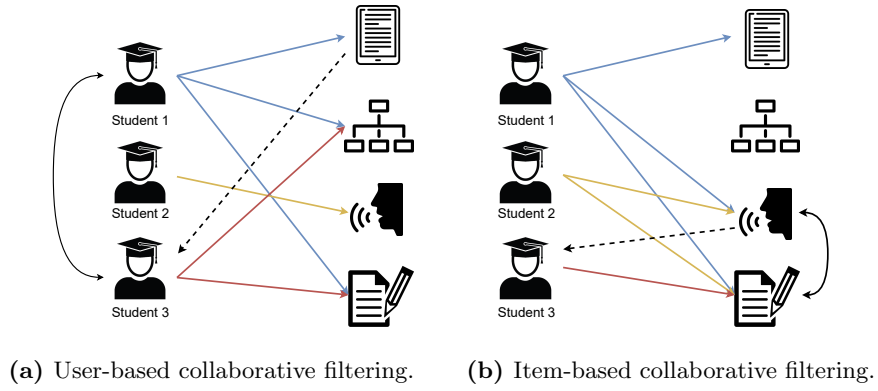 Student 1
Student 2
Student 3
Student 1
Student 2
Student 3
(a) User-based collaborative filtering.
(b) Item-based collaborative filtering.